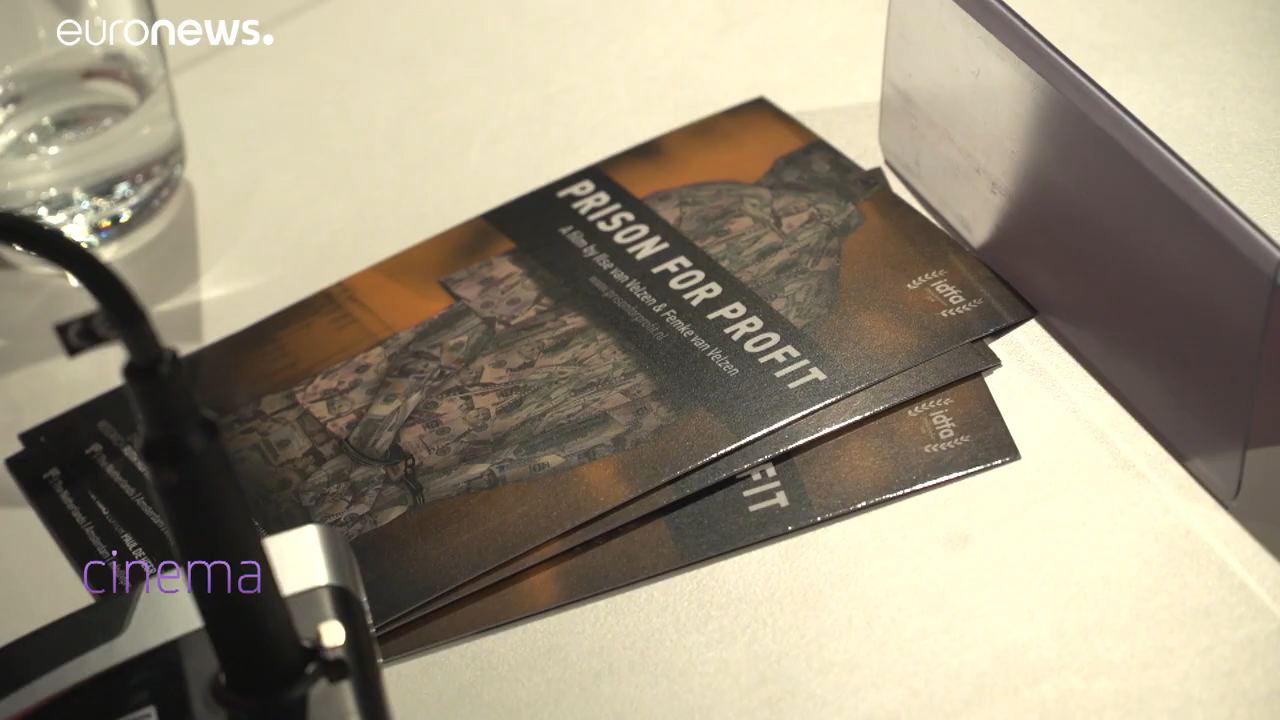 euronews.
PRISON FOR PROFIT
A film by Ilse van Velzen & Femke van Velzen
www.prisonforprofit.nl
idfa
idfa
FIT
cinema